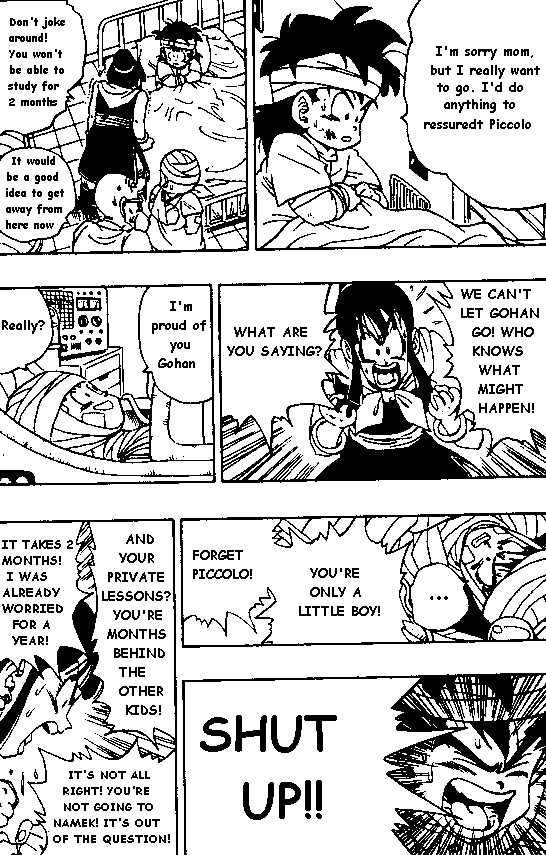 Don't joke
around!
You won't
be able to
study for
2 months
It would
be a good
idea to get
away from
here now
I'm sorry mom,
but I really want
to go. I'd do
anything to
ressuredt Piccolo
Really?
I'm
proud of
you
Gohan
WHAT ARE
YOU SAYING?
WE CAN'T
LET GOHAN
GO! WHO
KNOWS
WHAT
MIGHT
HAPPEN!
IT TAKES 2
MONTHS!
I WAS
ALREADY
WORRIED
FOR A
YEAR!
AND
YOUR
PRIVATE
LESSONS?
YOU'RE
MONTHS
BEHIND
THE
OTHER
KIDS!
IT'S NOT ALL
RIGHT! YOU'RE
NOT GOING TO
NAMEK! IT'S OUT
OF THE QUESTION!
FORGET
PICCOLO!
YOU'RE
ONLY A
LITTLE BOY!
...
SHUT
UP!!